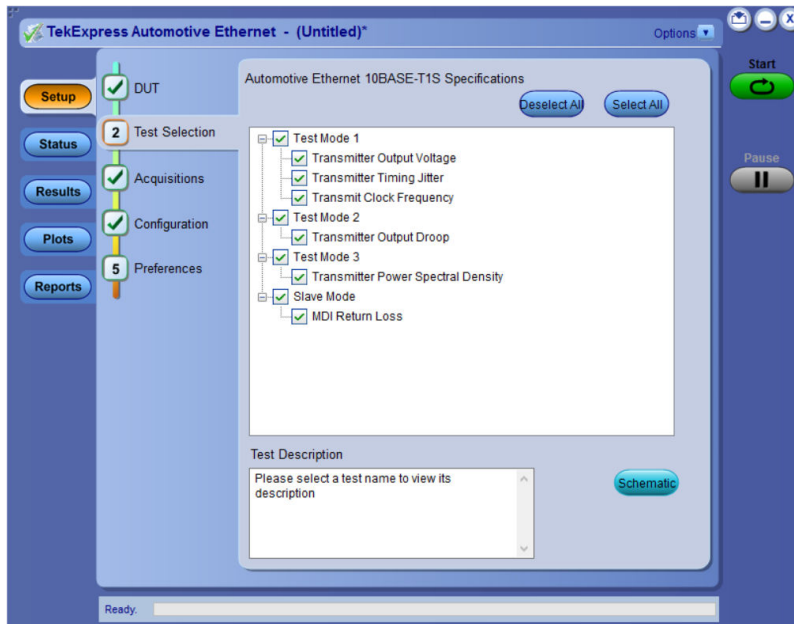 TekExpress Automotive Ethernet - (Untitled)*
Options
Start
Pause
Setup
Status
Results
Plots
Reports
DUT
2 Test Selection
Acquisitions
Configuration
5 Preferences
Automotive Ethernet 10BASE-T1S Specifications
Deselect All
Select All
Test Mode 1
Transmitter Output Voltage
Transmitter Timing Jitter
Transmit Clock Frequency
Test Mode 2
Transmitter Output Droop
Test Mode 3
Transmitter Power Spectral Density
Slave Mode
MDI Return Loss
Test Description
Please select a test name to view its
description
Schematic
Ready.